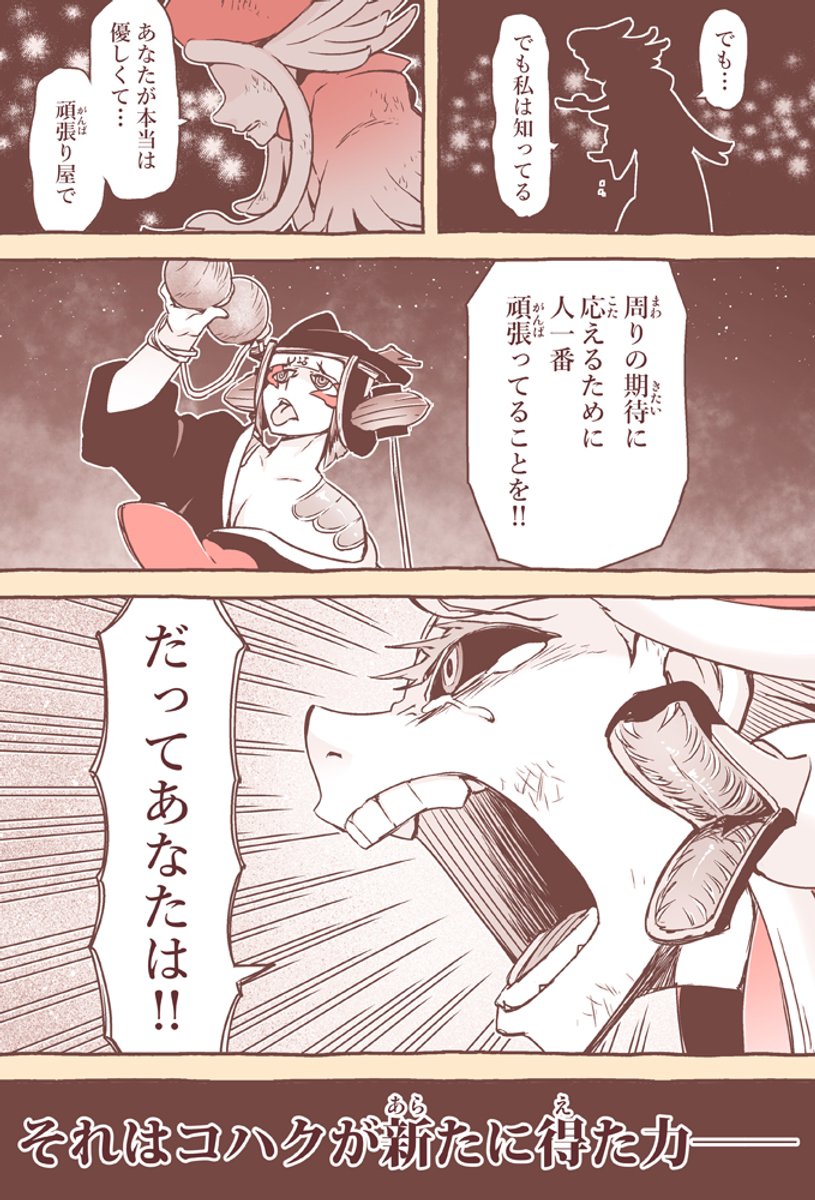 でも…
でも私は知ってる
あなたが本当は
優しくて…
頑張り屋で
周りの期待に
応えるために
人一番
頑張ってることを!!
だってあなたは!!
それはコハクが新たに得た力――